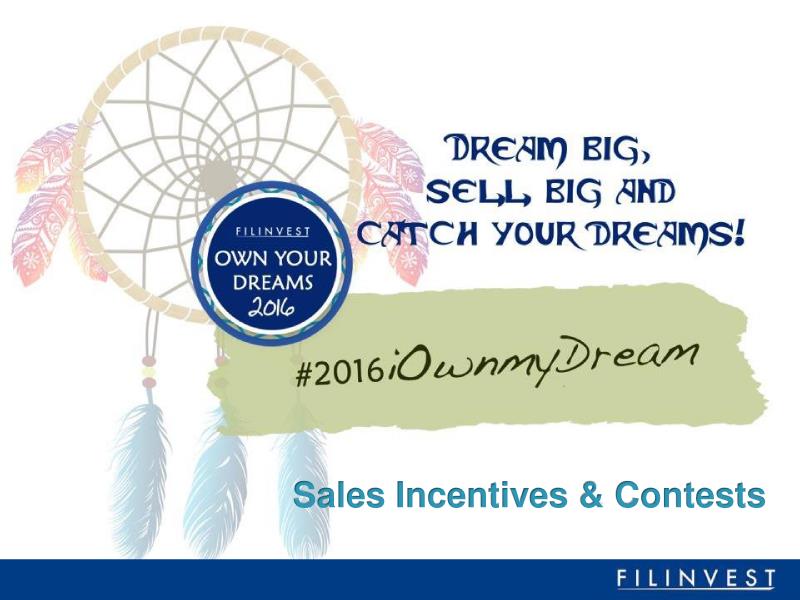 DREAM BIG,
SELL BIG AND
CATCH YOUR DREAMS!
FILINVEST
OWN YOUR
DREAMS
2016
#2016iOwnmyDream
Sales Incentives & Contests
FILINVEST